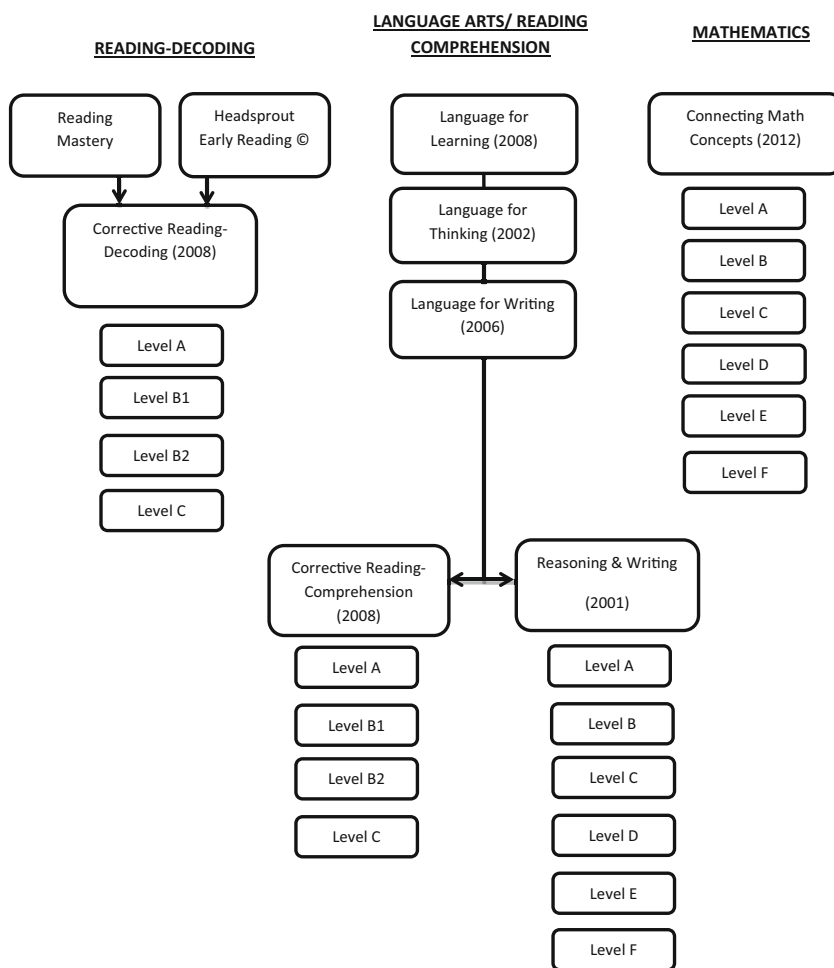 READING-DECODING
Reading
Mastery
Headsprout
Early Reading ©
Corrective Reading-
Decoding (2008)
Level A
Level B1
Level B2
Level C
LANGUAGE ARTS/ READING
COMPREHENSION
Language for
Learning (2008)
Language for
Thinking (2002)
Language for Writing
(2006)
Corrective Reading-
Comprehension
(2008)
Level A
Level B1
Level B2
Level C
Reasoning & Writing
(2001)
Level A
Level B
Level C
Level D
Level E
Level F
MATHEMATICS
Connecting Math
Concepts (2012)
Level A
Level B
Level C
Level D
Level E
Level F